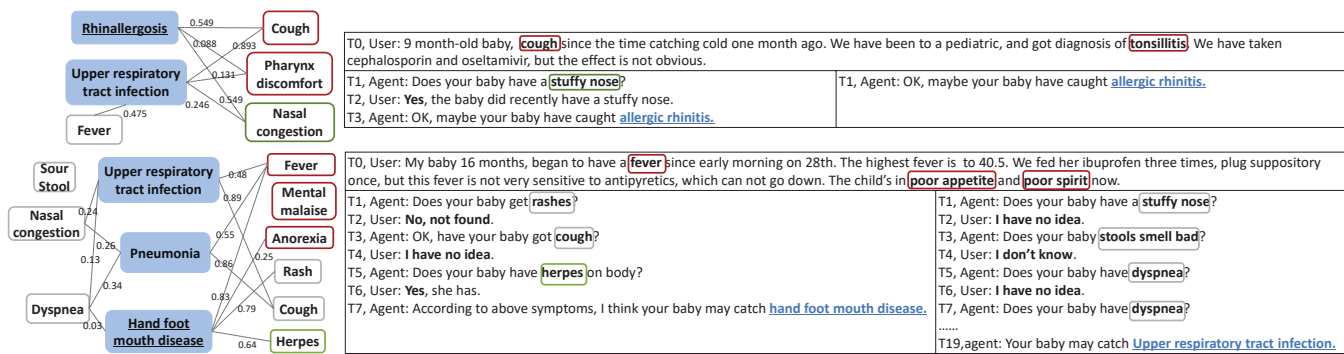 Rhinallergosis
Upper respiratory
tract infection
Fever
Cough
Pharynx
discomfort
Nasal
congestion
0.549
0.088
0.893
0.131
0.549
0.246
0.475
T0, User: 9 month-old baby, cough since the time catching cold one month ago. We have been to a pediatric, and got diagnosis of tonsillitis. We have taken
cephalosporin and oseltamivir, but the effect is not obvious.
T1, Agent: Does your baby have a stuffy nose?
T2, User: Yes, the baby did recently have a stuffy nose.
T3, Agent: OK, maybe your baby have caught allergic rhinitis.
T1, Agent: OK, maybe your baby have caught allergic rhinitis.
Sour
Stool
Nasal
congestion
Dyspnea
Upper respiratory
tract infection
Pneumonia
Hand foot
mouth disease
Fever
Mental
malaise
Anorexia
Rash
Cough
Herpes
0.48
0.89
0.24
0.26
0.13
0.55
0.25
0.86
0.34
0.83
0.79
0.03
0.64
T0, User: My baby 16 months, began to have a fever since early morning on 28th. The highest fever is to 40.5. We fed her ibuprofen three times, plug suppository
once, but this fever is not very sensitive to antipyretics, which can not go down. The child's in poor appetite and poor spirit now.
T1, Agent: Does your baby get rashes?
T2, User: No, not found.
T3, Agent: OK, have your baby got cough?
T4, User: I have no idea.
T5, Agent: Does your baby have herpes on body?
T6, User: Yes, she has.
T7, Agent: According to above symptoms, I think your baby may catch hand foot mouth disease.
T1, Agent: Does your baby have a stuffy nose?
T2, User: I have no idea.
T3, Agent: Does your baby stools smell bad?
T4, User: I don't know.
T5, Agent: Does your baby have dyspnea?
T6, User: I have no idea.
T7, Agent: Does your baby have dyspnea?
......
T19,agent: Your baby may catch Upper respiratory tract infection.